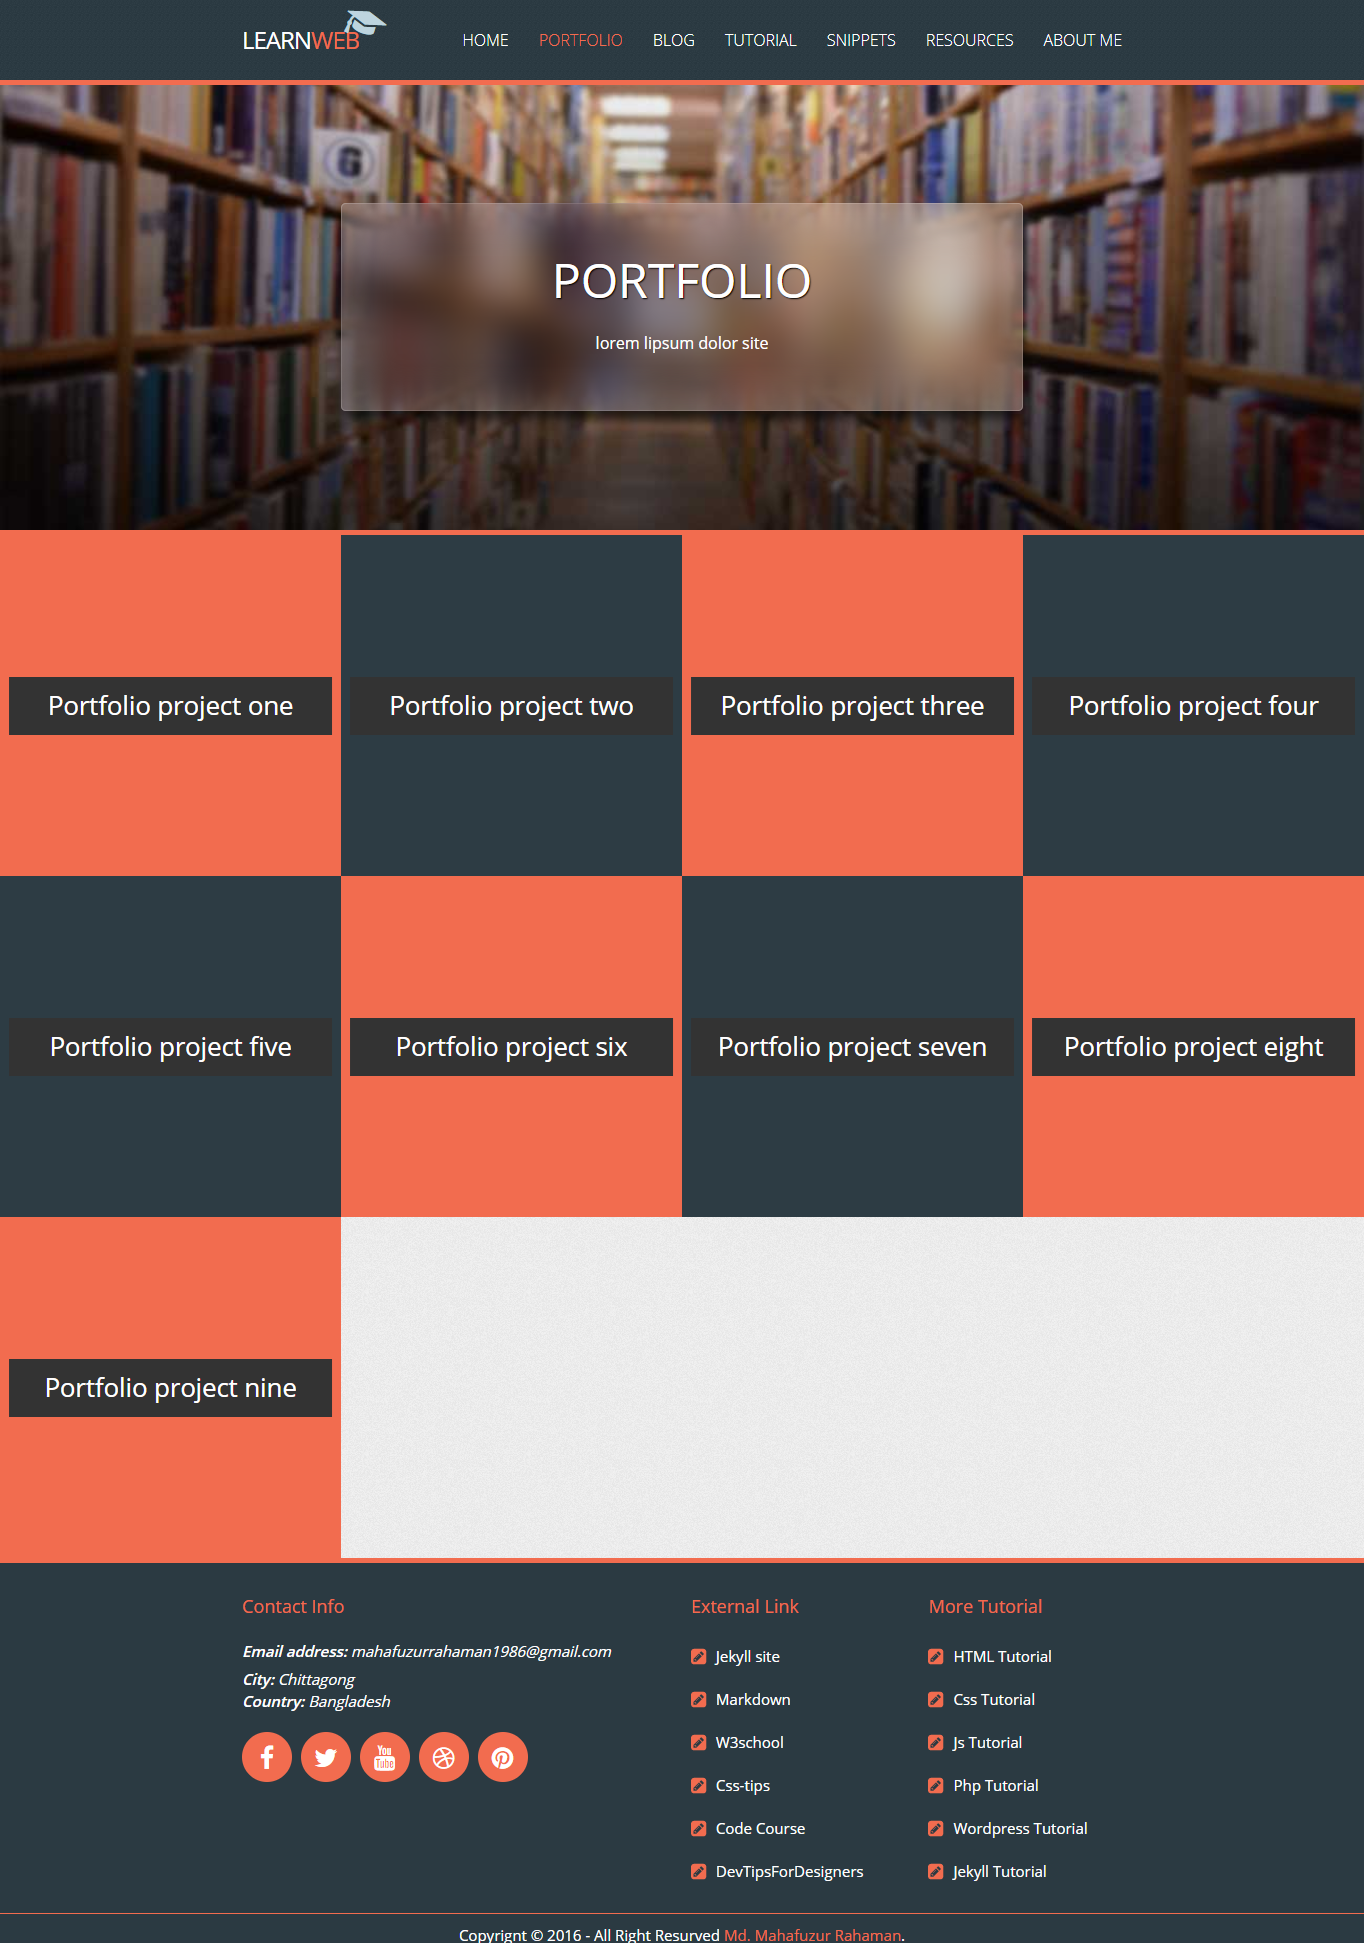 LEARNWEB
HOME PORTFOLIO BLOG TUTORIAL SNIPPETS RESOURCES ABOUT ME
G
PORTFOLIO
lorem lipsum dolor site
Portfolio project one
Portfolio project two
Portfolio project three
Portfolio project four
Portfolio project five
Portfolio project six
Portfolio project seven
Portfolio project eight
Portfolio project nine
Contact Info
Email address: mahafuzurrahaman1986@gmail.com
City: Chittagong
Country: Bangladesh
You Tube
External Link
Jekyll site
Markdown
W3school
Css-tips
Code Course
DevTipsForDesigners
More Tutorial
HTML Tutorial
Css Tutorial
Js Tutorial
Php Tutorial
Wordpress Tutorial
Jekyll Tutorial
Copyrignt © 2016 - All Right Resurved Md. Mahafuzur Rahaman.